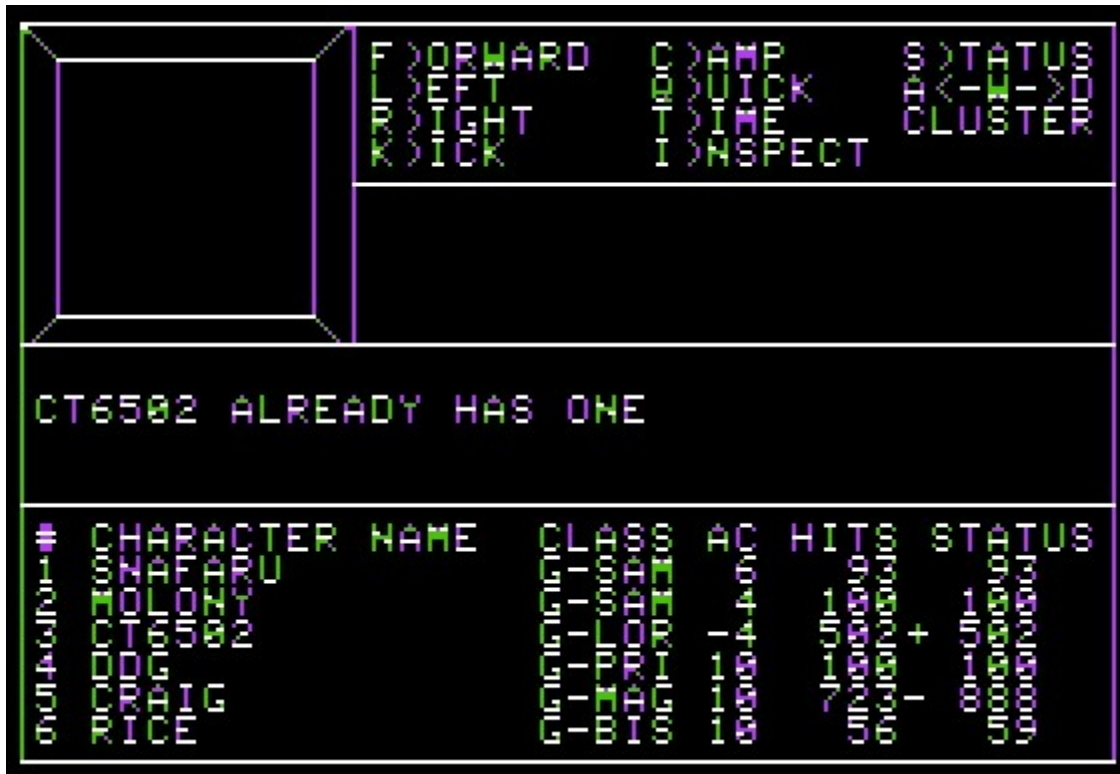 F)ORWARD C)AMP S)TATUS
L)EFT Q)UICK A<-W->D
R)IGHT T)IME CLUSTER
K)ICK I)NSPECT
CT6502 ALREADY HAS ONE
# CHARACTER NAME CLASS AC HITS STATUS
1 SNAFARU G-SAM 6 93 93
2 MOLONY G-SAM 4 100 100
3 CT6502 G-LOR -4 502+ 502
4 DDG G-PRI 10 100 100
5 CRAIG G-MAG 10 723- 888
6 RICE G-BIS 10 56 59